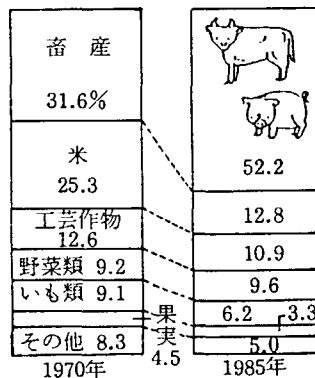 畜産
31.6%
米
25.3
工芸作物
12.6
野菜類 9.2
いも類 9.1
果実
4.5
その他 8.3
1970年
52.2
12.8
10.9
9.6
6.2
3.3
5.0
1985年